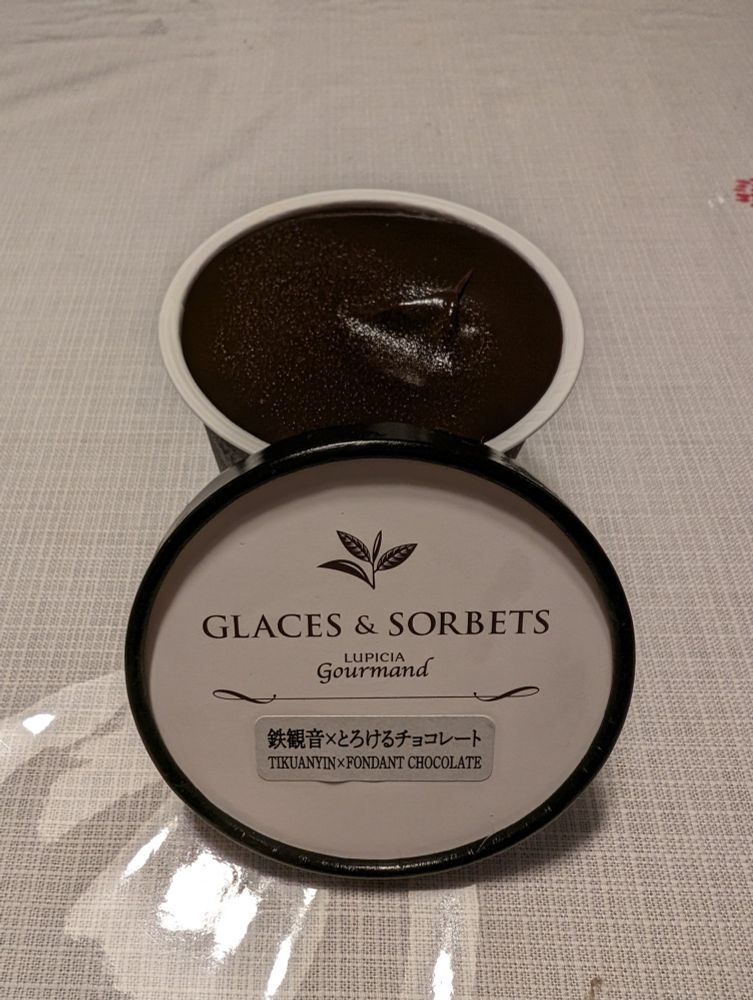 GLACES & SORBETS
LUPICIA
Gourmand
鉄観音×とろけるチョコレート
TIKUANYIN×FONDANT CHOCOLATE